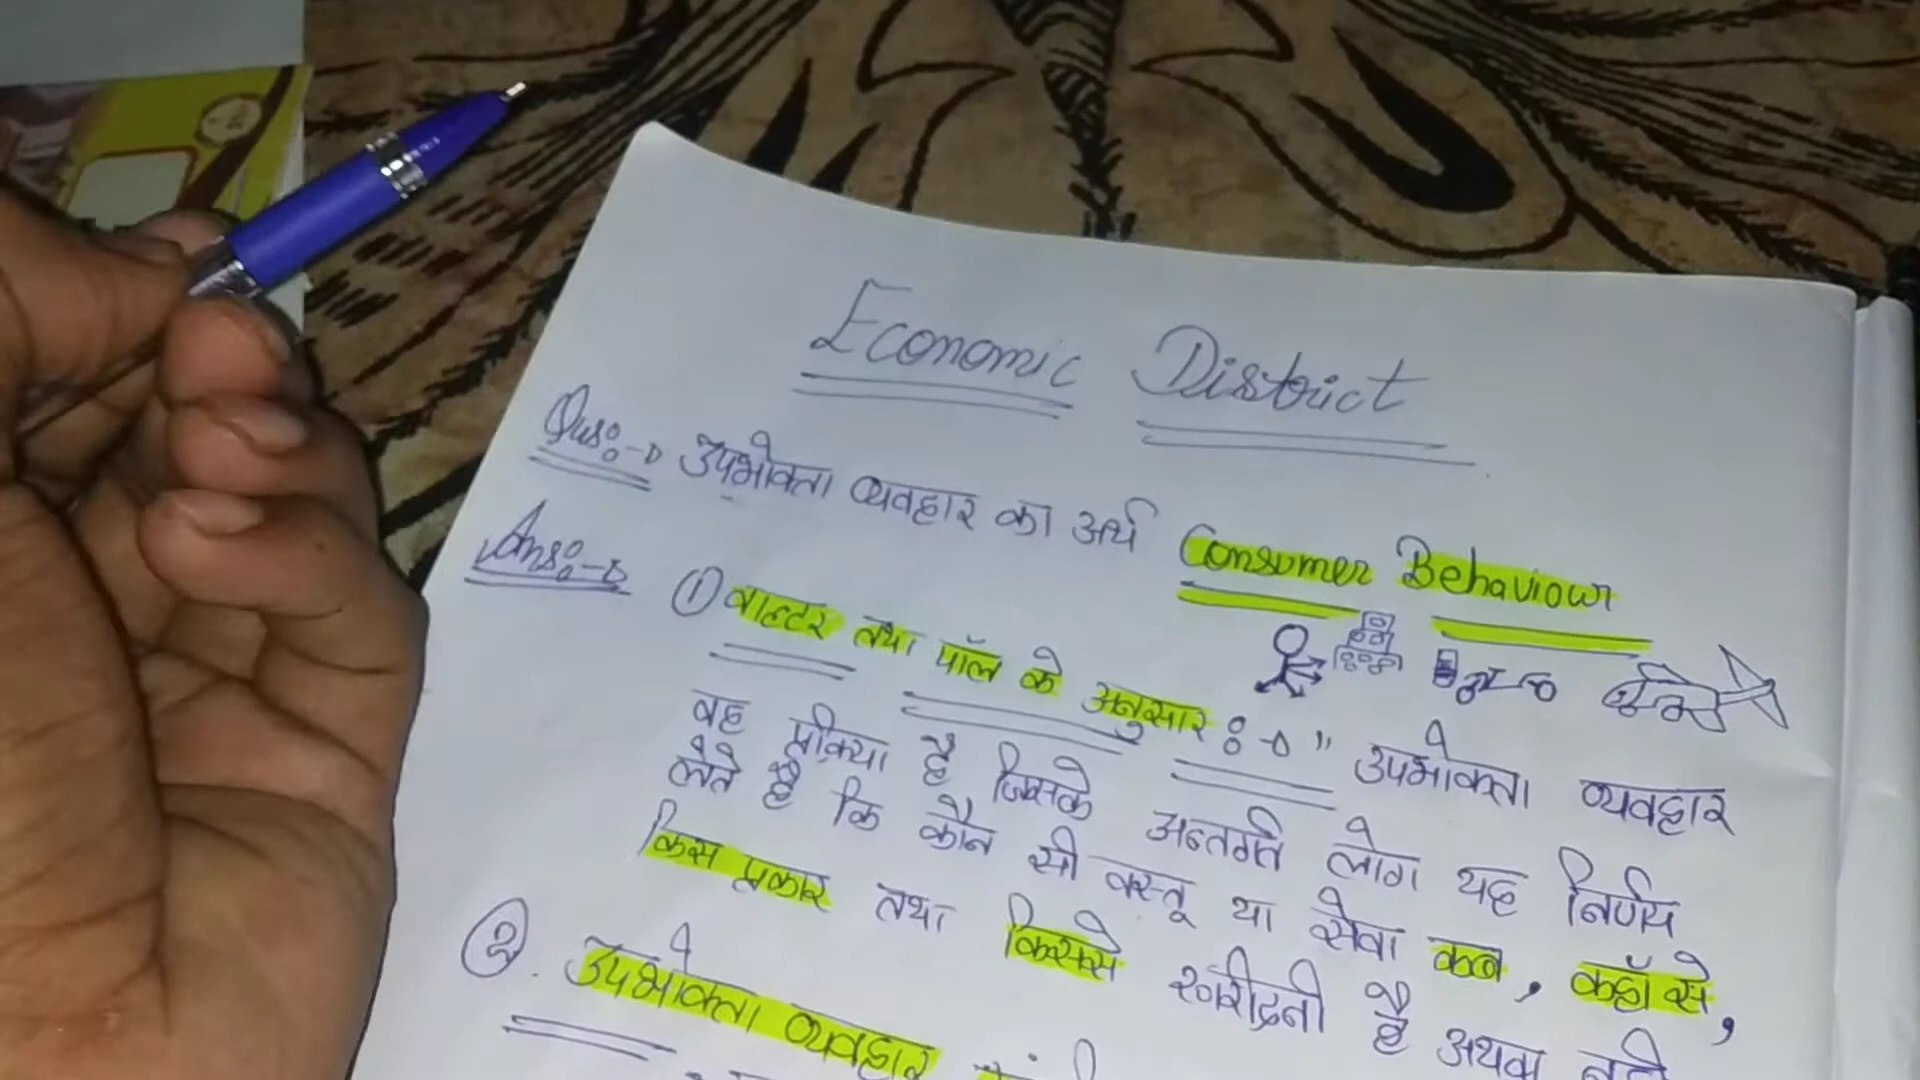 Economic District
Qus:- उपभोक्ता व्यवहार का अर्थ Consumer Behaviour
Ans:- ① वाल्टर तथा पॉल के अनुसार :- " उपभोक्ता व्यवहार
वह प्रक्रिया है जिसके अन्तर्गत लोग यह निर्णय
लेते है कि कौन सी वस्तू या सेवा कब, कहाँ से,
किस प्रकार तथा किससे खरीदनी है अथवा नही
②. उपभोक्ता व्यवहार